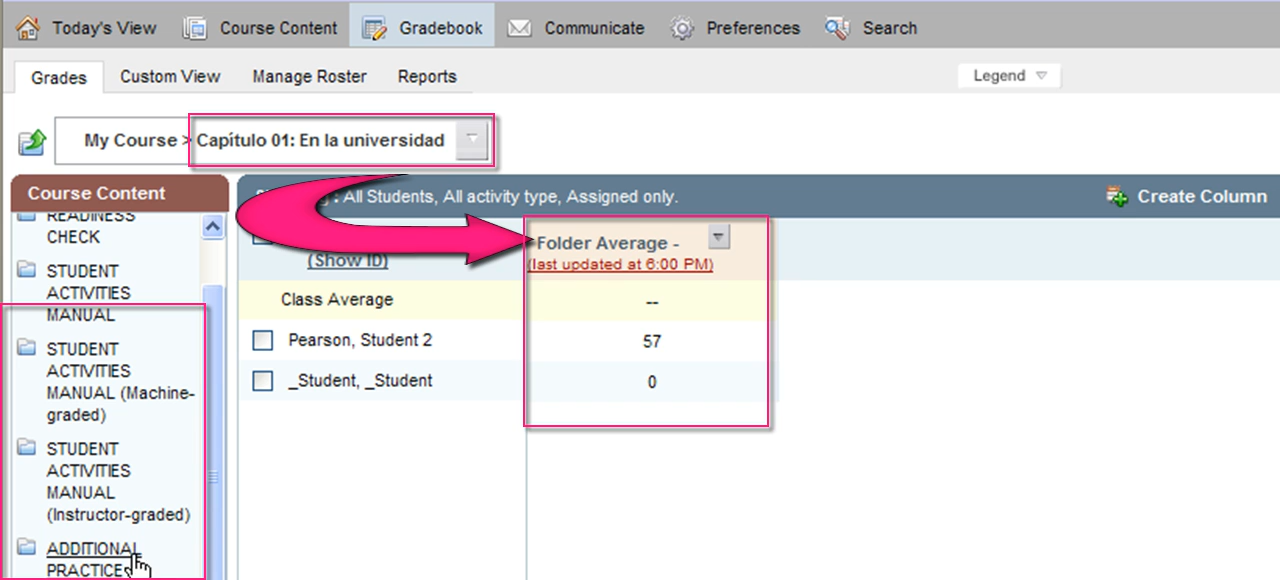 Today's View Course Content Gradebook Communicate Preferences Search
Grades Custom View Manage Roster Reports Legend
My Course > Capítulo 01: En la universidad
Course Content
READINESS
CHECK
STUDENT
ACTIVITIES
MANUAL
STUDENT
ACTIVITIES
MANUAL (Machine-
graded)
STUDENT
ACTIVITIES
MANUAL
(Instructor-graded)
ADDITIONAL
PRACTICE
: All Students, All activity type, Assigned only.
Create Column
(Show ID)
Folder Average -
(last updated at 6:00 PM)
Class Average --
Pearson, Student 2 57
_Student, _Student 0